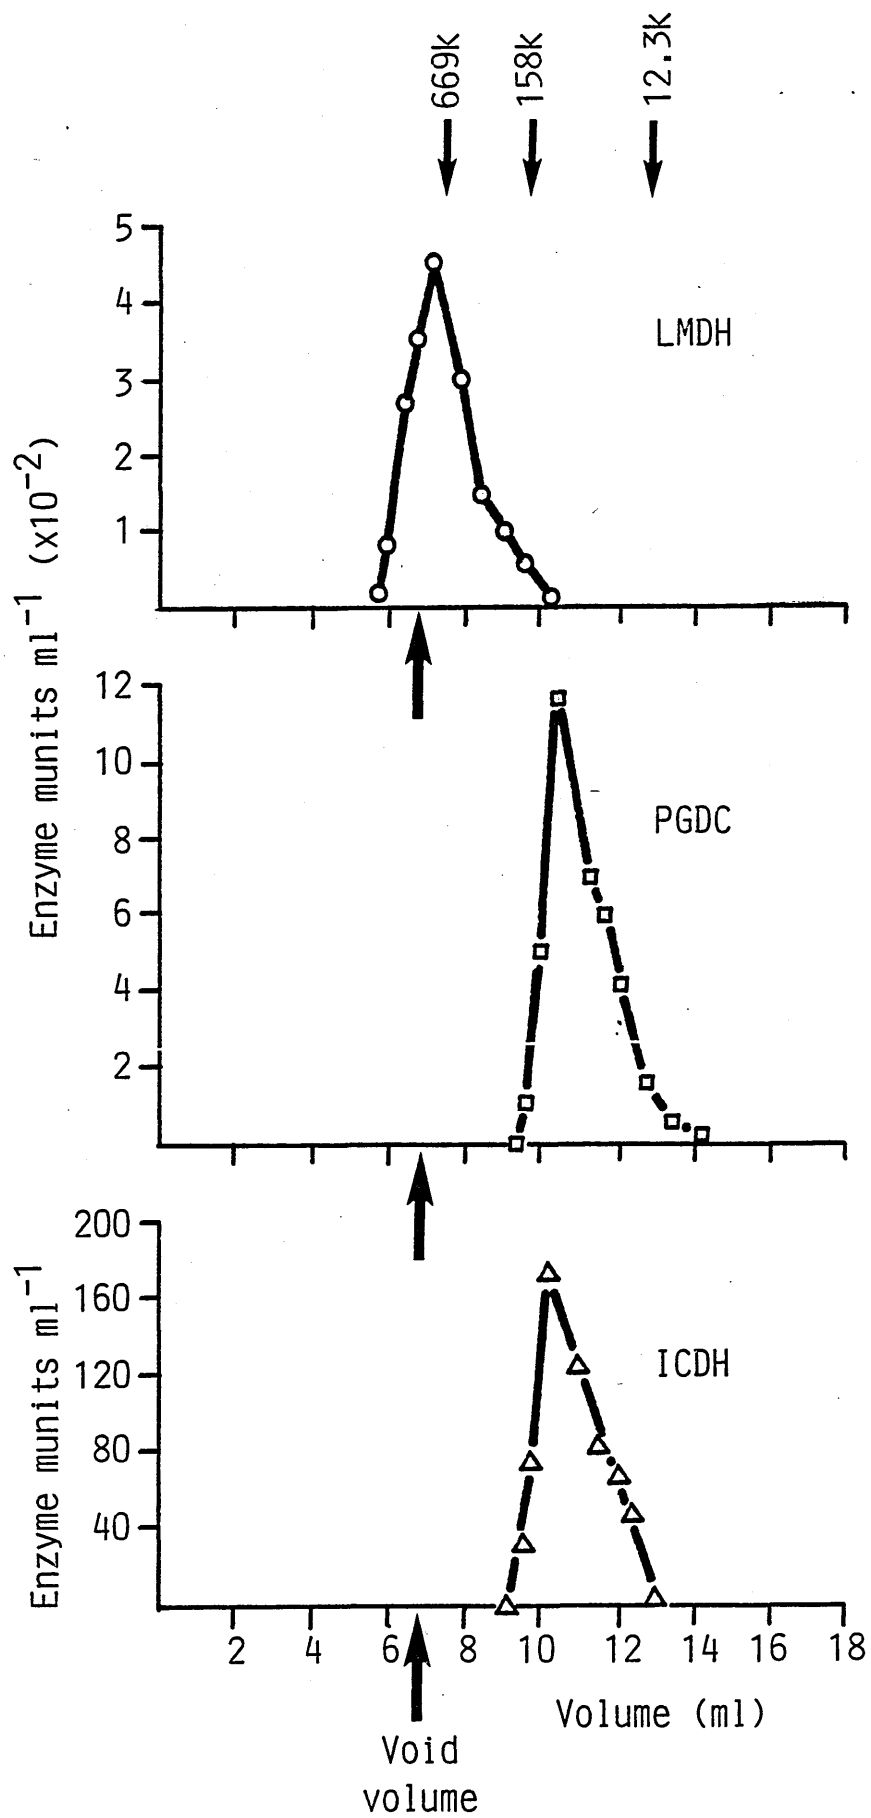 669k
158k
12.3k
5
4
3
2
1
LMDH
Enzyme munits ml⁻¹ (x10⁻²)
12
10
8
6
4
2
PGDC
200
160
120
80
40
ICDH
Enzyme munits ml⁻¹
2 4 6 8 10 12 14 16 18
Volume (ml)
Void
volume